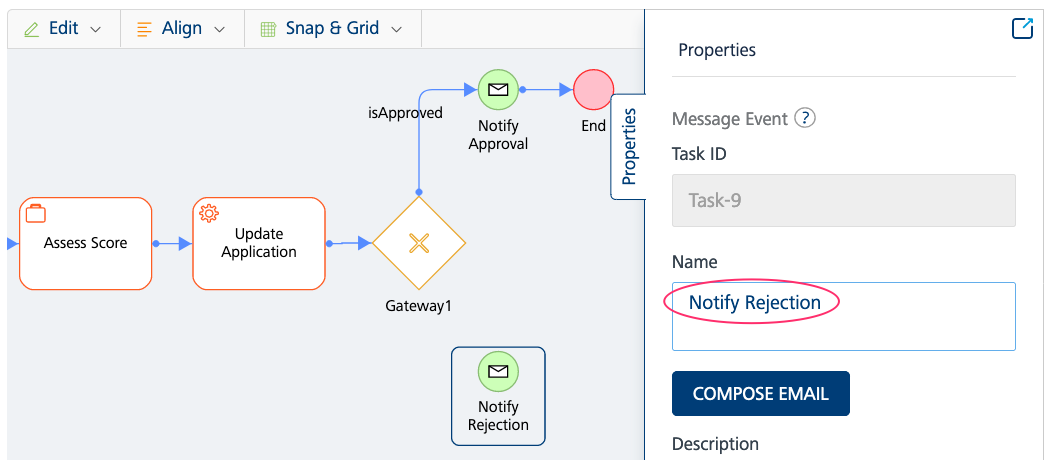 Edit
Align
Snap & Grid
Properties
isApproved
Notify
Approval
End
Properties
Message Event ?
Task ID
Task-9
Assess Score
Update
Application
Gateway1
Name
Notify Rejection
Notify
Rejection
COMPOSE EMAIL
Description